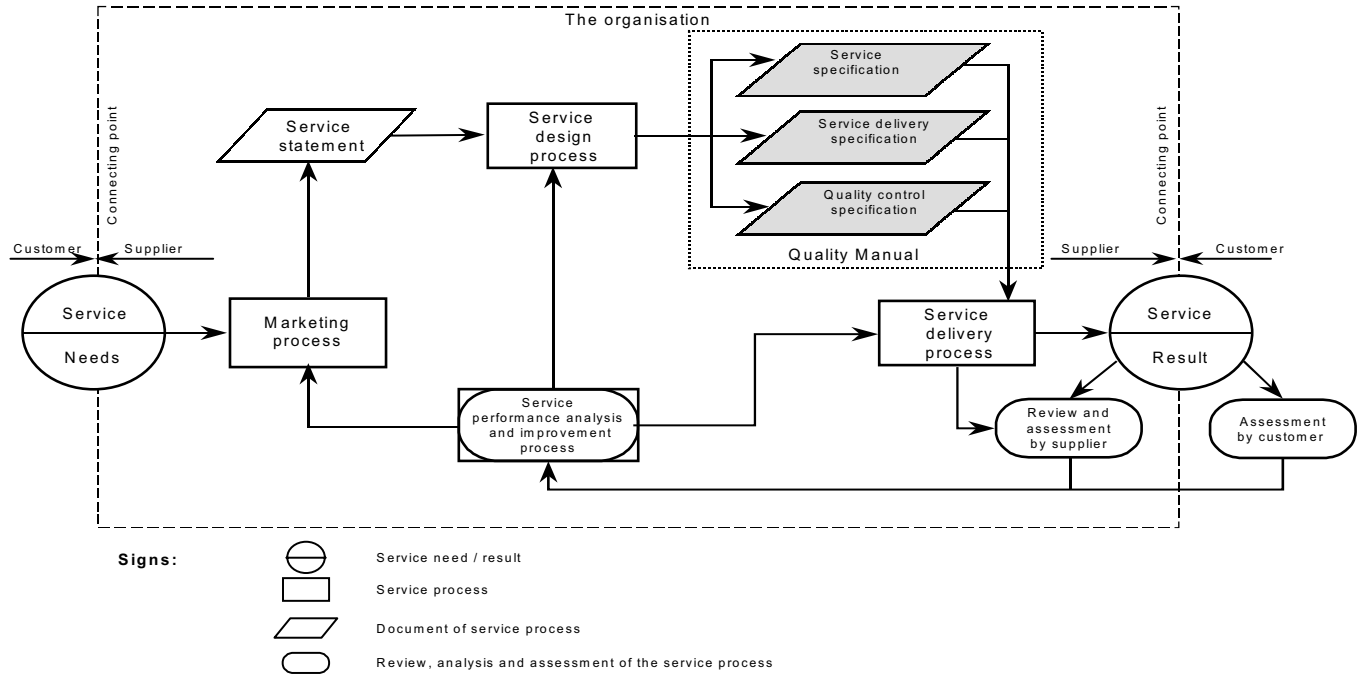 The organisation
Connecting point
Customer
Supplier
Service
Needs
Marketing
process
Service
statement
Service
design
process
Service
specification
Service delivery
specification
Quality control
specification
Quality Manual
Connecting point
Supplier
Customer
Service
delivery
process
Service
Result
Service
performance analysis
and improvement
process
Review and
assessment
by supplier
Assessment
by customer
Signs:
Service need / result
Service process
Document of service process
Review, analysis and assessment of the service process